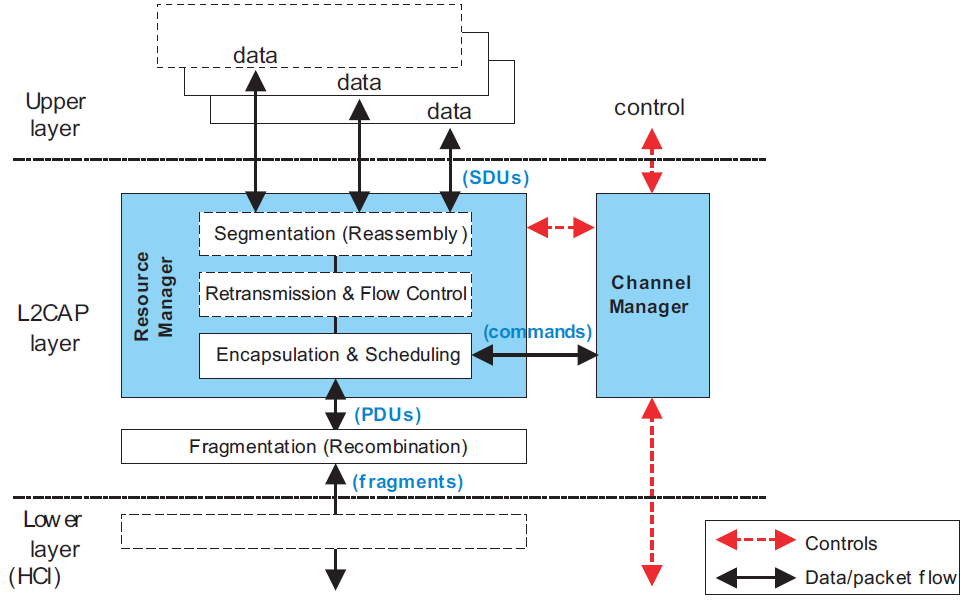 data
data
data
Upper
layer
control
(SDUs)
Segmentation (Reassembly)
Resource
Manager
Retransmission & Flow Control
Channel
Manager
L2CAP
layer
(commands)
Encapsulation & Scheduling
(PDUs)
Fragmentation (Recombination)
(fragments)
Lower
layer
(HCI)
Controls
Data/packet flow